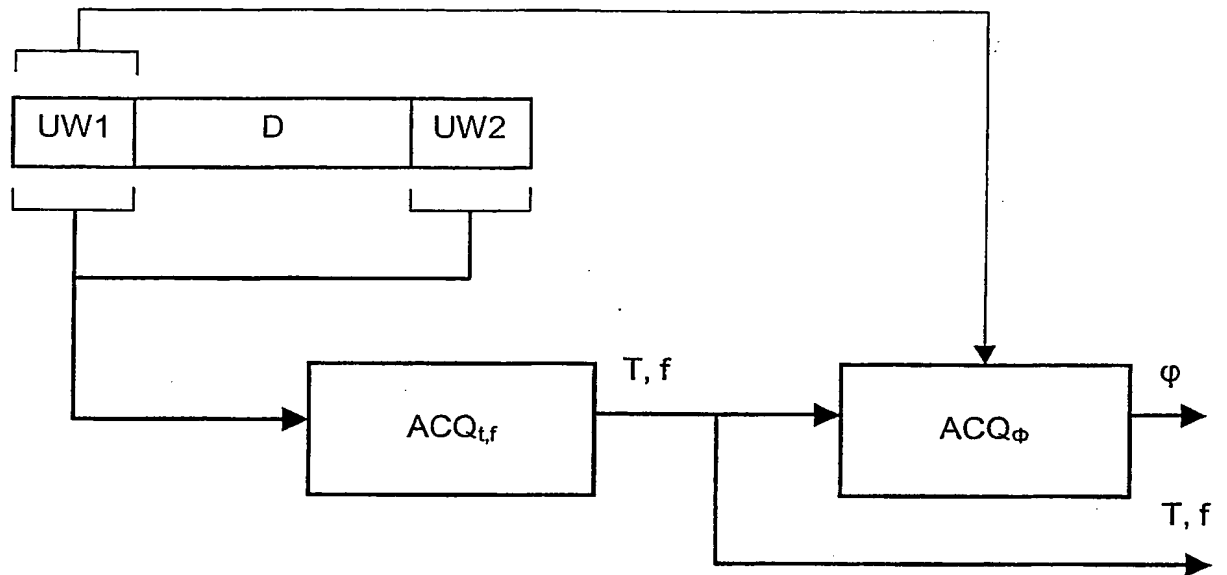 UW1
D
UW2
T, f
φ
ACQt,f
ACQΦ
T, f